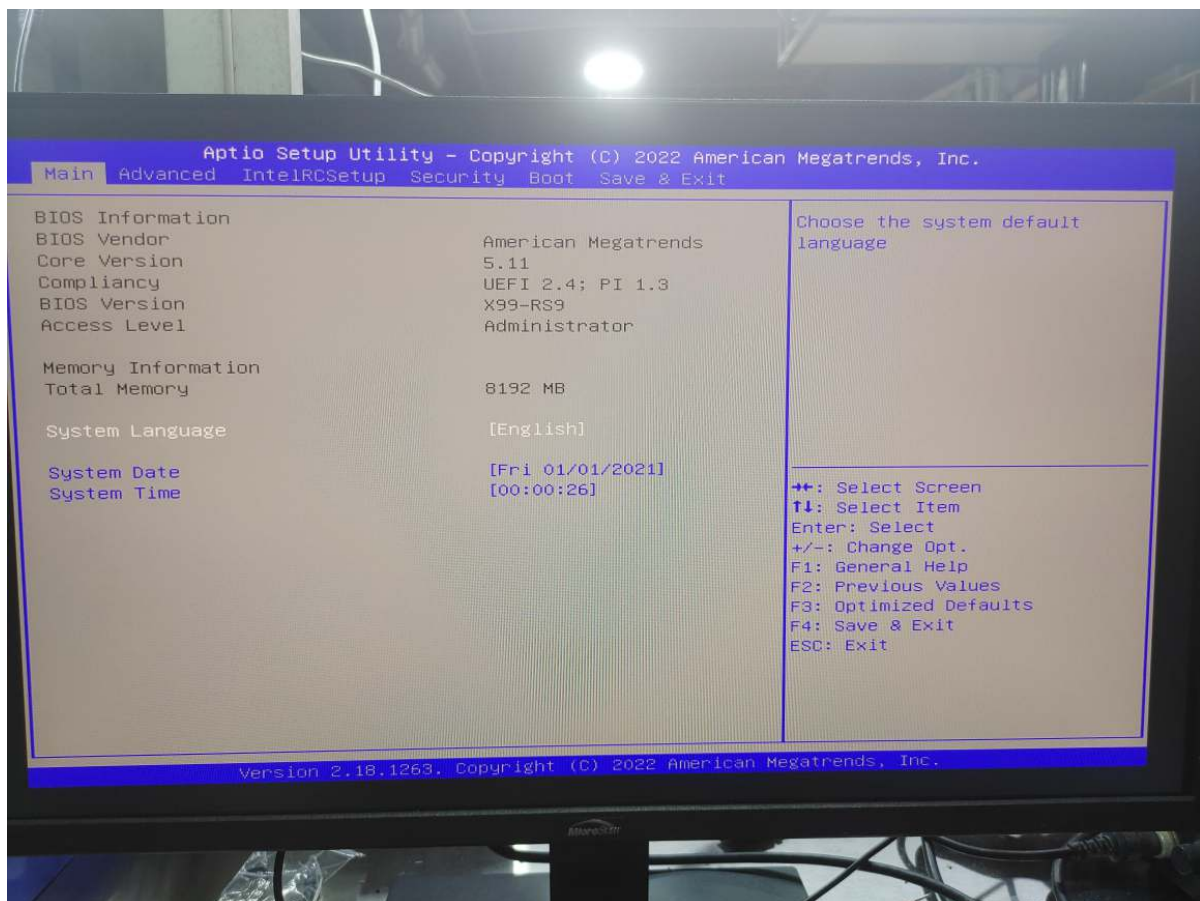 Aptio Setup Utility – Copyright (C) 2022 American Megatrends, Inc.
Main Advanced IntelRCSetup Security Boot Save & Exit
BIOS Information
BIOS Vendor American Megatrends
Core Version 5.11
Compliancy UEFI 2.4; PI 1.3
BIOS Version X99-RS9
Access Level Administrator
Memory Information
Total Memory 8192 MB
System Language [English]
System Date [Fri 01/01/2021]
System Time [00:00:26]
Choose the system default
language
→←: Select Screen
↑↓: Select Item
Enter: Select
+/-: Change Opt.
F1: General Help
F2: Previous Values
F3: Optimized Defaults
F4: Save & Exit
ESC: Exit
Version 2.18.1263. Copyright (C) 2022 American Megatrends, Inc.